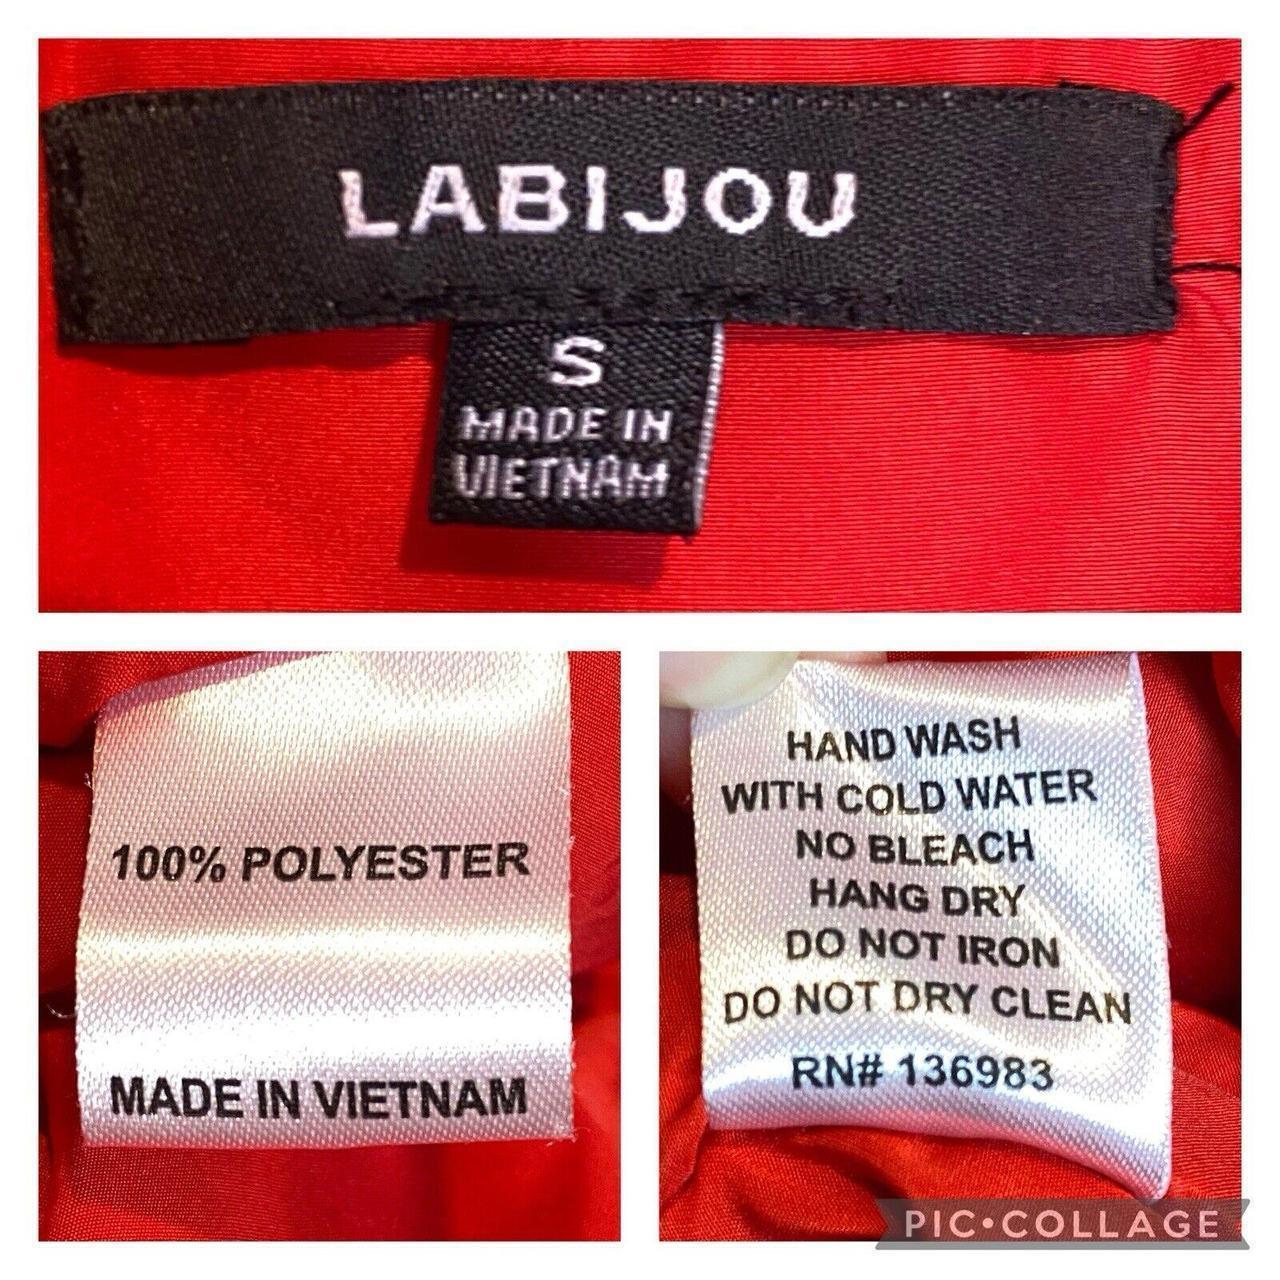 LABIJOU
S
MADE IN
VIETNAM
100% POLYESTER
MADE IN VIETNAM
HAND WASH
WITH COLD WATER
NO BLEACH
HANG DRY
DO NOT IRON
DO NOT DRY CLEAN
RN# 136983
PIC•COLLAGE